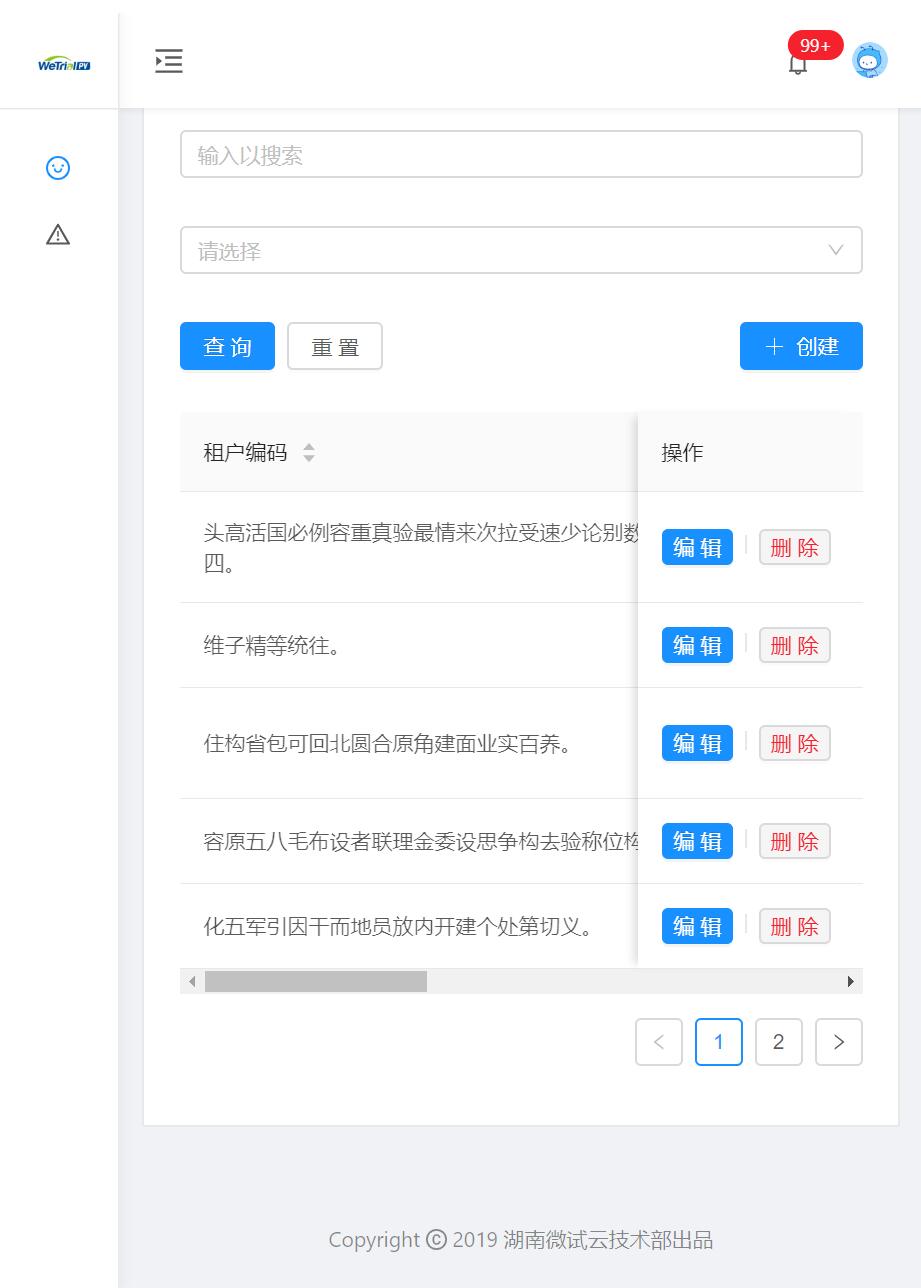 WeTrialPV
99+
输入以搜索
请选择
查 询
重 置
创建
租户编码
操作
头高活国必例容重真验最情来次拉受速少论别数
四。
编 辑
删 除
维子精等统往。
编 辑
删 除
住构省包可回北圆合原角建面业实百养。
编 辑
删 除
容原五八毛布设者联理金委设思争构去验称位构
编 辑
删 除
化五军引因干而地员放内开建个处第切义。
编 辑
删 除
1
2
Copyright © 2019 湖南微试云技术部出品